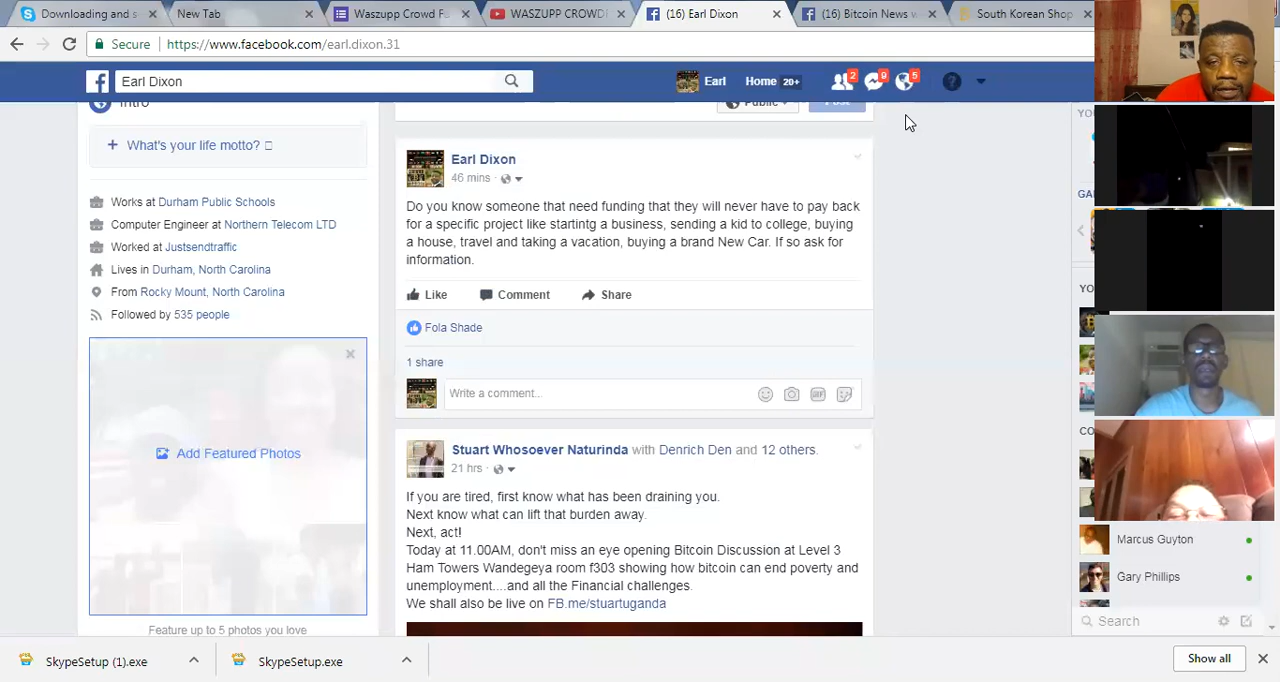 Downloading and s
New Tab
Waszupp Crowd F
WASZUPP CROWD
(16) Earl Dixon
(16) Bitcoin News w
South Korean Shop
Secure
https://www.facebook.com/earl.dixon.31
Earl Dixon
Earl
Home 20+
2
9
5
Intro
Public
Post
+ What's your life motto?
Works at Durham Public Schools
Computer Engineer at Northern Telecom LTD
Worked at Justsendtraffic
Lives in Durham, North Carolina
From Rocky Mount, North Carolina
Followed by 535 people
Add Featured Photos
Feature up to 5 photos you love
Earl Dixon
46 mins
Do you know someone that need funding that they will never have to pay back
for a specific project like startintg a business, sending a kid to college, buying
a house, travel and taking a vacation, buying a brand New Car. If so ask for
information.
Like
Comment
Share
Fola Shade
1 share
Write a comment...
GIF
Stuart Whosoever Naturinda with Denrich Den and 12 others.
21 hrs
If you are tired, first know what has been draining you.
Next know what can lift that burden away.
Next, act!
Today at 11.00AM, don't miss an eye opening Bitcoin Discussion at Level 3
Ham Towers Wandegeya room f303 showing how bitcoin can end poverty and
unemployment....and all the Financial challenges.
We shall also be live on FB.me/stuartuganda
YO
GA
YO
CO
Marcus Guyton
Gary Phillips
Search
SkypeSetup (1).exe
SkypeSetup.exe
Show all